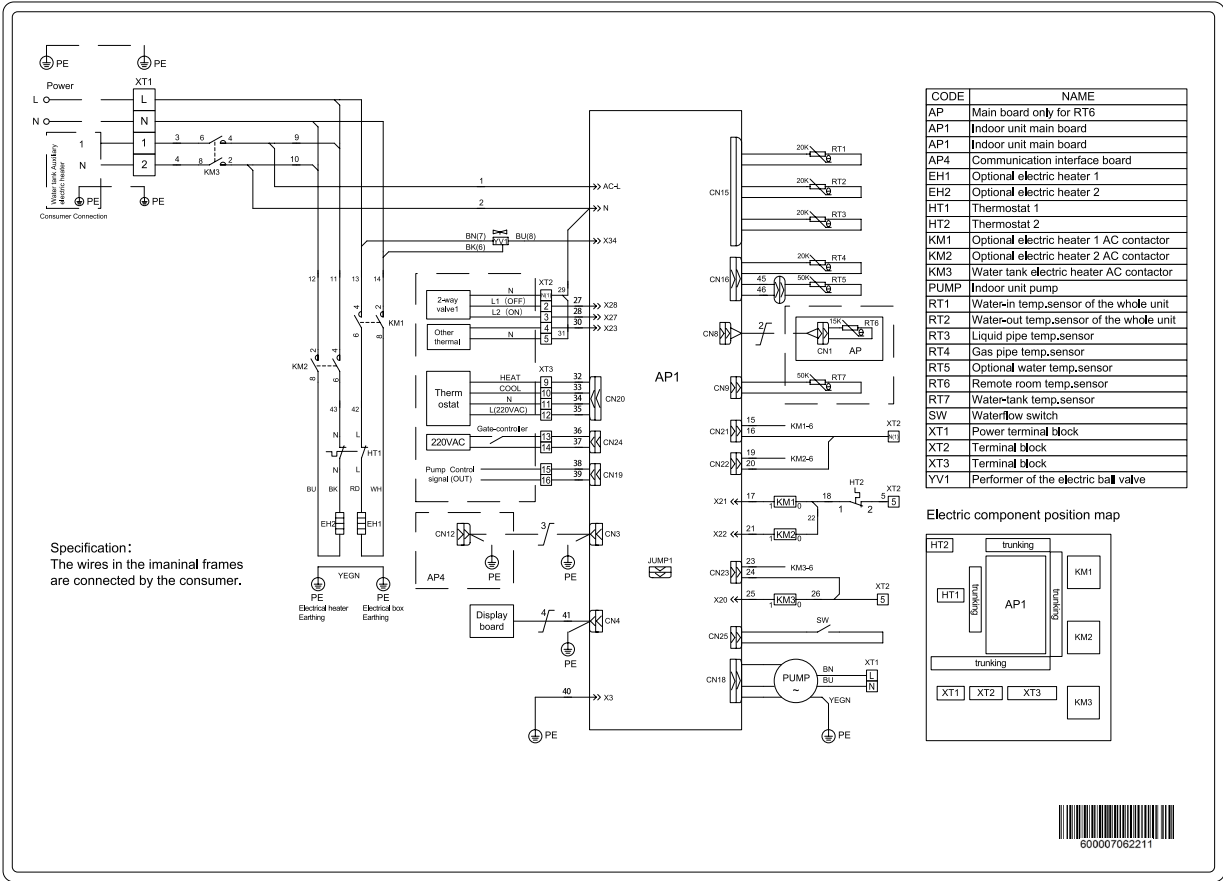 PE
PE
Power
XT1
L
L
N
N
1
1
3
6
4
9
N
2
4
8
2
10
KM3
Water tank Auxiliary
electric heater
PE
PE
Consumer Connection
1
AC-L
2
N
BN(7)
YV1
BU(8)
BK(6)
X34
12
11
13
14
4
2
KM1
6
8
2
4
KM2
8
6
43
42
N
L
HT1
N
L
BU
BK
RD
WH
EH2
EH1
YEGN
PE
PE
Electrical heater
Earthing
Electrical box
Earthing
Specification:
The wires in the imaninal frames
are connected by the consumer.
XT2
2-way
valve1
N
N(1)
29
L1 (OFF)
2
27
X28
L2 (ON)
3
28
X27
Other
thermal
4
30
X23
N
5
31
XT3
Therm
ostat
HEAT
9
32
COOL
10
33
N
11
34
L(220VAC)
12
35
CN20
220VAC
Gate-controller
13
36
14
37
CN24
Pump Control
signal (OUT)
15
38
16
39
CN19
CN12
3
CN3
AP4
PE
PE
PE
Display
board
4
41
CN4
PE
40
X3
PE
AP1
JUMP1
CN15
20K
RT1
20K
RT2
20K
RT3
CN16
20K
RT4
45
50K
RT5
46
CN8
2
15K
RT6
CN1
AP
CN9
50K
RT7
CN21
15
KM1-6
16
XT2
N(1)
CN22
19
KM2-6
20
X21
17
1
KM1
0
18
HT2
1
2
5
XT2
5
22
X22
21
1
KM2
0
CN23
23
KM3-6
24
X20
25
1
KM3
0
26
XT2
5
CN25
SW
CN18
PUMP
~
BN
BU
XT1
L
N
YEGN
PE
CODE NAME
AP Main board only for RT6
AP1 Indoor unit main board
AP1 Indoor unit main board
AP4 Communication interface board
EH1 Optional electric heater 1
EH2 Optional electric heater 2
HT1 Thermostat 1
HT2 Thermostat 2
KM1 Optional electric heater 1 AC contactor
KM2 Optional electric heater 2 AC contactor
KM3 Water tank electric heater AC contactor
PUMP Indoor unit pump
RT1 Water-in temp.sensor of the whole unit
RT2 Water-out temp.sensor of the whole unit
RT3 Liquid pipe temp.sensor
RT4 Gas pipe temp.sensor
RT5 Optional water temp.sensor
RT6 Remote room temp.sensor
RT7 Water-tank temp.sensor
SW Waterflow switch
XT1 Power terminal block
XT2 Terminal block
XT3 Terminal block
YV1 Performer of the electric ball valve
Electric component position map
HT2
trunking
KM1
HT1
trunking
AP1
trunking
KM2
trunking
XT1
XT2
XT3
KM3
600007062211